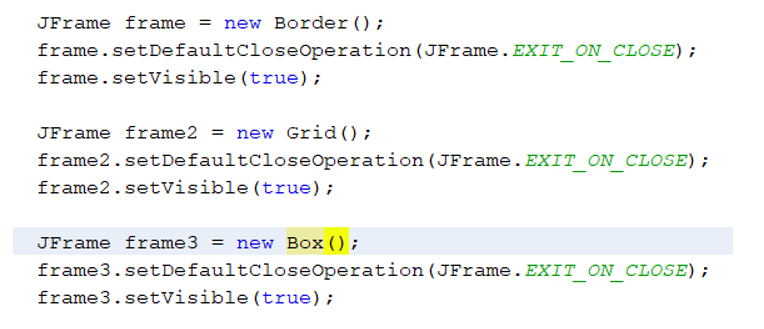 JFrame frame = new Border();
frame.setDefaultCloseOperation(JFrame.EXIT_ON_CLOSE);
frame.setVisible(true);
JFrame frame2 = new Grid();
frame2.setDefaultCloseOperation(JFrame.EXIT_ON_CLOSE);
frame2.setVisible(true);
JFrame frame3 = new Box();
frame3.setDefaultCloseOperation(JFrame.EXIT_ON_CLOSE);
frame3.setVisible(true);